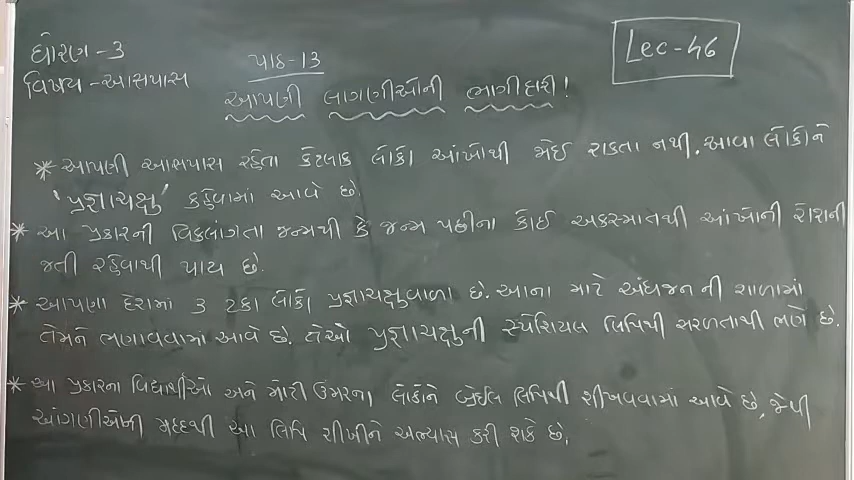 ધોરણ-3
વિષય-આસપાસ
પાઠ-13
Lec-46
આપણી લાગણીઓની ભાગીદારી!
* આપણી આસપાસ રહેતા કેટલાક લોકો આંખોથી જોઈ શકતા નથી. આવા લોકોને
'પ્રજ્ઞાચક્ષુ' કહેવામાં આવે છે.
* આ પ્રકારની વિકલાંગતા જન્મથી કે જન્મ પછીના કોઈ અકસ્માતથી આંખોની રોશની
જતી રહેવાથી થાય છે.
* આપણા દેશમાં 3 ટકા લોકો પ્રજ્ઞાચક્ષુવાળા છે. આના માટે અંધજન ની શાળામાં
તેમને ભણાવવામાં આવે છે. તેઓ પ્રજ્ઞાચક્ષુની સ્પેશિયલ લિપિથી સરળતાથી ભણે છે.
* આ પ્રકારના વિદ્યાર્થીઓ અને મોટી ઉંમરના લોકોને બ્રેઈલ લિપિથી શીખવવામાં આવે છે, જેથી
આંગળીઓની મદદથી આ લિપિ શીખીને અભ્યાસ કરી શકે છે.